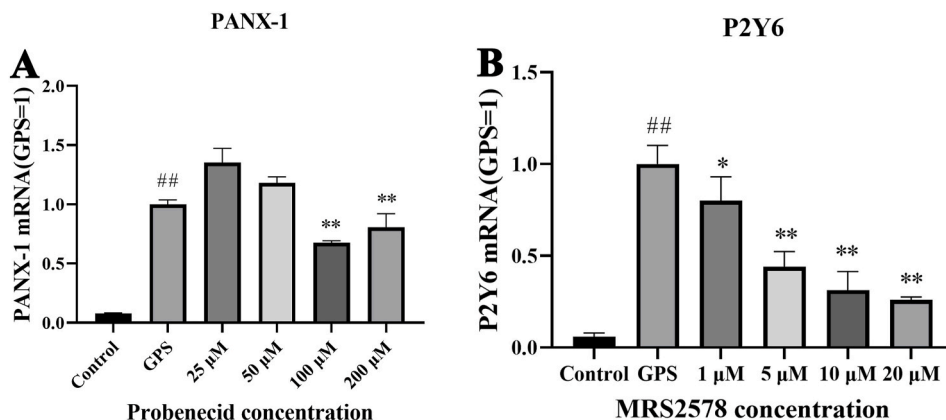 PANX-1
A
PANX-1 mRNA(GPS=1)
2.0
1.5
1.0
0.5
0.0
##
**
**
Control
GPS
25 μM
50 μM
100 μM
200 μM
Probenecid concentration
P2Y6
B
P2Y6 mRNA(GPS=1)
1.5
1.0
0.5
0.0
##
*
**
**
**
Control GPS 1 μM 5 μM 10 μM 20 μM
MRS2578 concentration